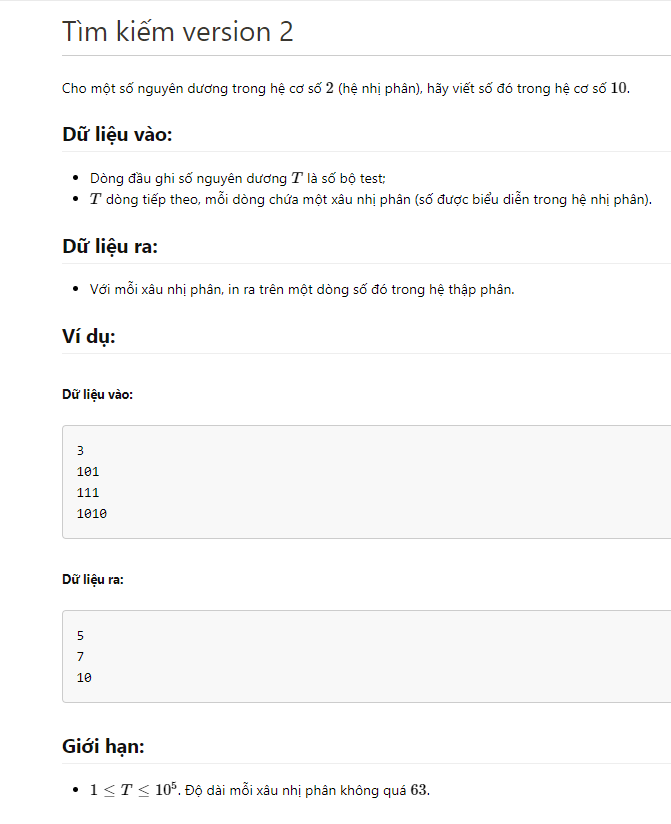 Tìm kiếm version 2
Cho một số nguyên dương trong hệ cơ số 2 (hệ nhị phân), hãy viết số đó trong hệ cơ số 10.
Dữ liệu vào:
• Dòng đầu ghi số nguyên dương T là số bộ test;
• T dòng tiếp theo, mỗi dòng chứa một xâu nhị phân (số được biểu diễn trong hệ nhị phân).
Dữ liệu ra:
• Với mỗi xâu nhị phân, in ra trên một dòng số đó trong hệ thập phân.
Ví dụ:
Dữ liệu vào:
3
101
111
1010
Dữ liệu ra:
5
7
10
Giới hạn:
• 1 ≤ T ≤ 10⁵. Độ dài mỗi xâu nhị phân không quá 63.